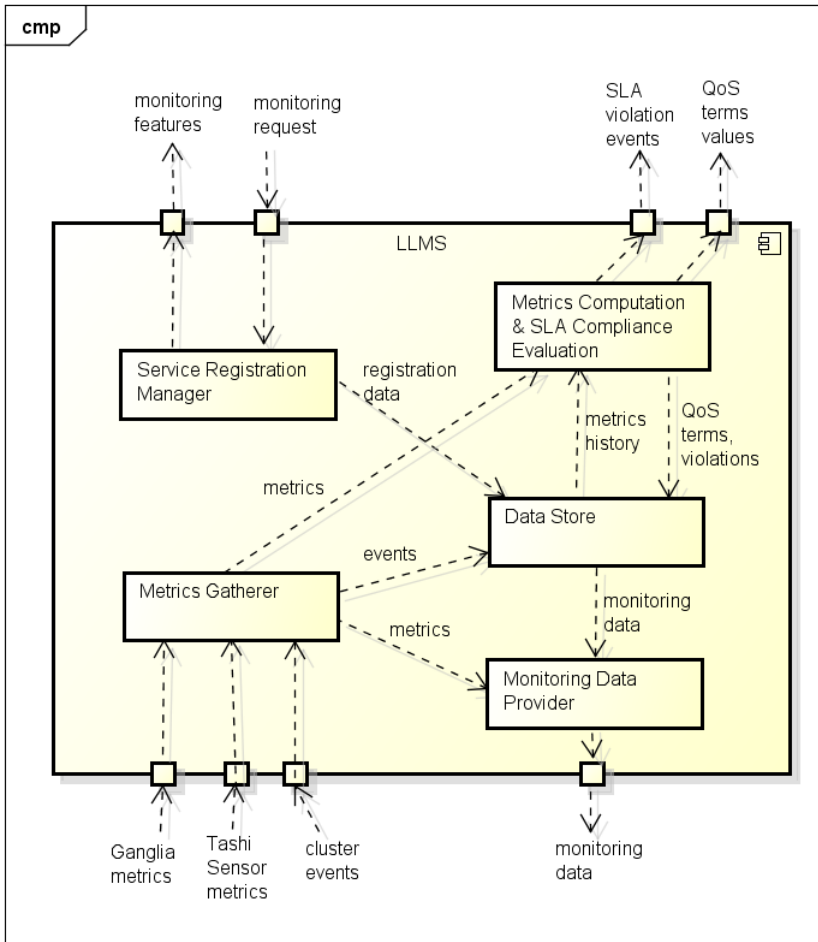 cmp
monitoring
features
monitoring
request
SLA
violation
events
QoS
terms
values
LLMS
Metrics Computation
& SLA Compliance
Evaluation
Service Registration
Manager
registration
data
metrics
history
QoS
terms,
violations
metrics
Data Store
events
Metrics Gatherer
monitoring
data
metrics
Monitoring Data
Provider
Ganglia
metrics
Tashi
Sensor
metrics
cluster
events
monitoring
data